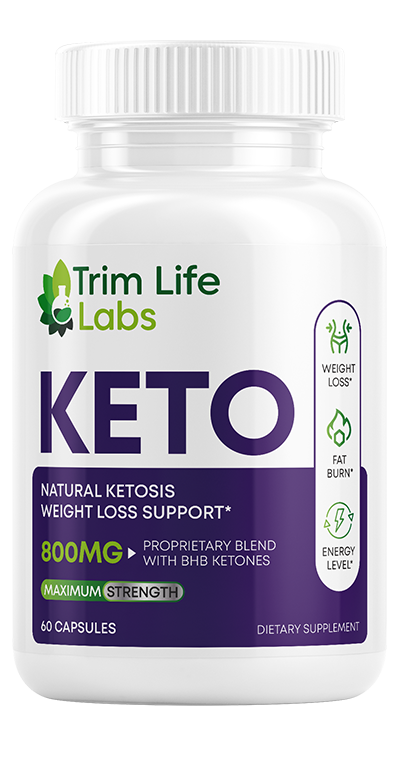 Trim Life
Labs
KETO
WEIGHT
LOSS*
FAT
BURN*
ENERGY
LEVEL*
NATURAL KETOSIS
WEIGHT LOSS SUPPORT*
800MG
PROPRIETARY BLEND
WITH BHB KETONES
MAXIMUM STRENGTH
60 CAPSULES
DIETARY SUPPLEMENT